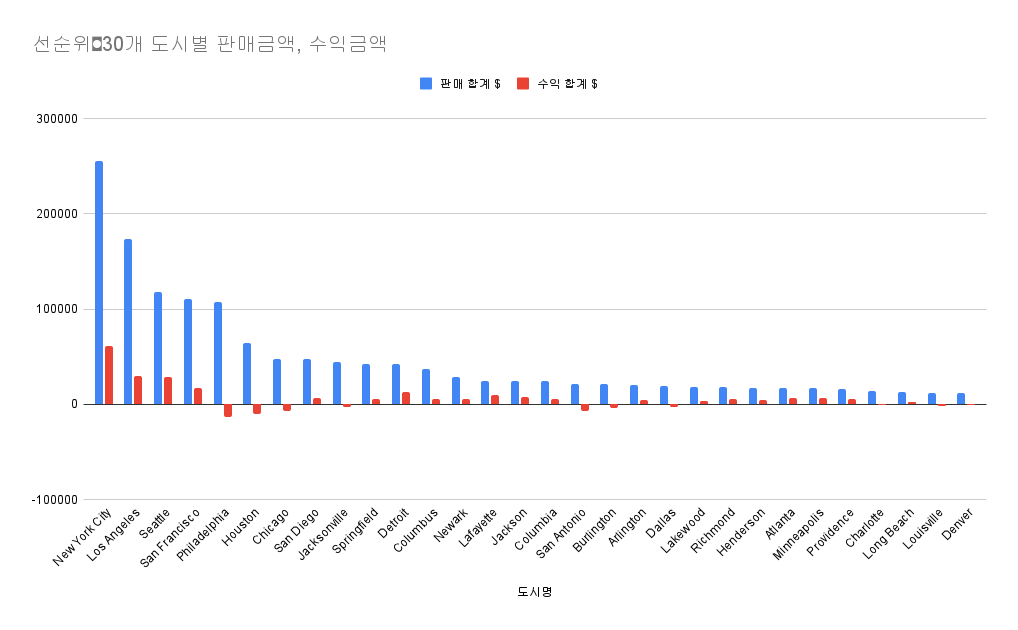 선순위 30개 도시별 판매금액, 수익금액
판매 합계 $ 수익 합계 $
300000
200000
100000
0
-100000
New York City
Los Angeles
Seattle
San Francisco
Philadelphia
Houston
Chicago
San Diego
Jacksonville
Springfield
Detroit
Columbus
Newark
Lafayette
Jackson
Columbia
San Antonio
Burlington
Arlington
Dallas
Lakewood
Richmond
Henderson
Atlanta
Minneapolis
Providence
Charlotte
Long Beach
Louisville
Denver
도시명